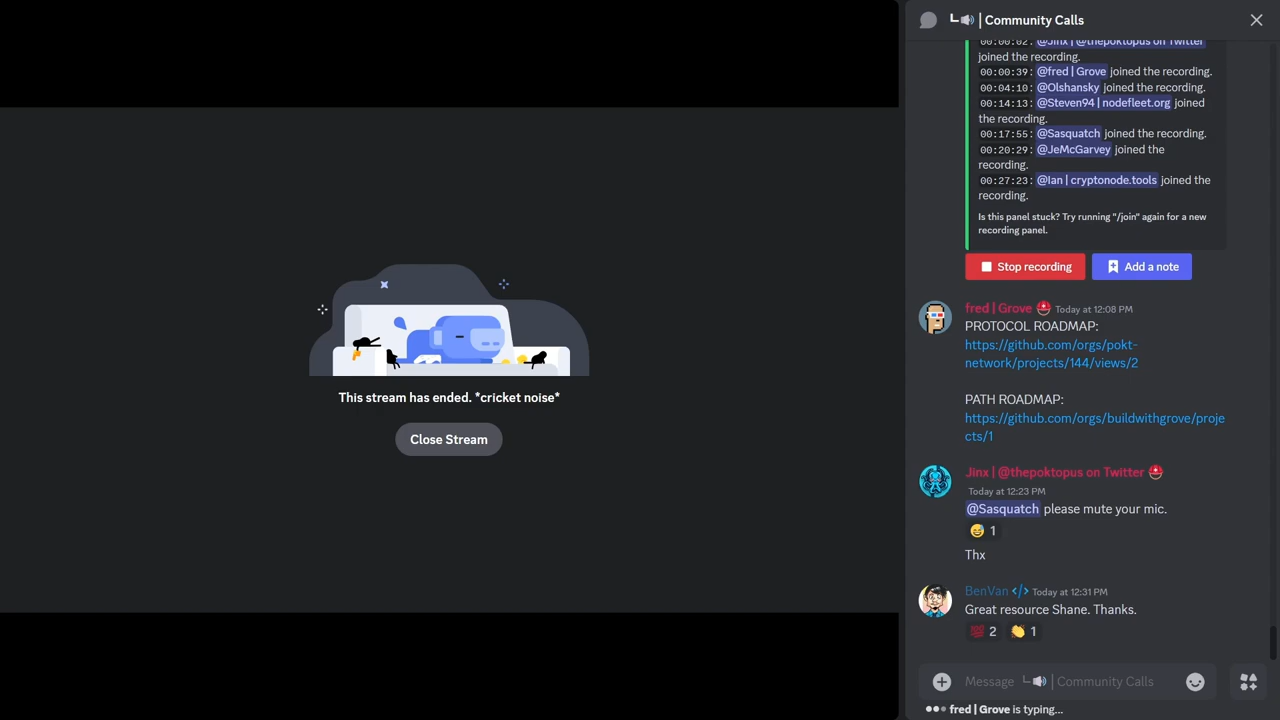 └🔊 | Community Calls
00:00:02: @Jinx | @thepoktopus on Twitter
joined the recording.
00:00:39: @fred | Grove joined the recording.
00:04:10: @Olshansky joined the recording.
00:14:13: @Steven94 | nodefleet.org joined
the recording.
00:17:55: @Sasquatch joined the recording.
00:20:29: @JeMcGarvey joined the
recording.
00:27:23: @Ian | cryptonode.tools joined the
recording.
Is this panel stuck? Try running "/join" again for a new
recording panel.
Stop recording
Add a note
fred | Grove Today at 12:08 PM
PROTOCOL ROADMAP:
https://github.com/orgs/pokt-
network/projects/144/views/2
PATH ROADMAP:
https://github.com/orgs/buildwithgrove/proje
cts/1
Jinx | @thepoktopus on Twitter
Today at 12:23 PM
@Sasquatch please mute your mic.
😅 1
Thx
BenVan </> Today at 12:31 PM
Great resource Shane. Thanks.
💯 2 👏 1
Message └🔊 | Community Calls
fred | Grove is typing...
This stream has ended. *cricket noise*
Close Stream